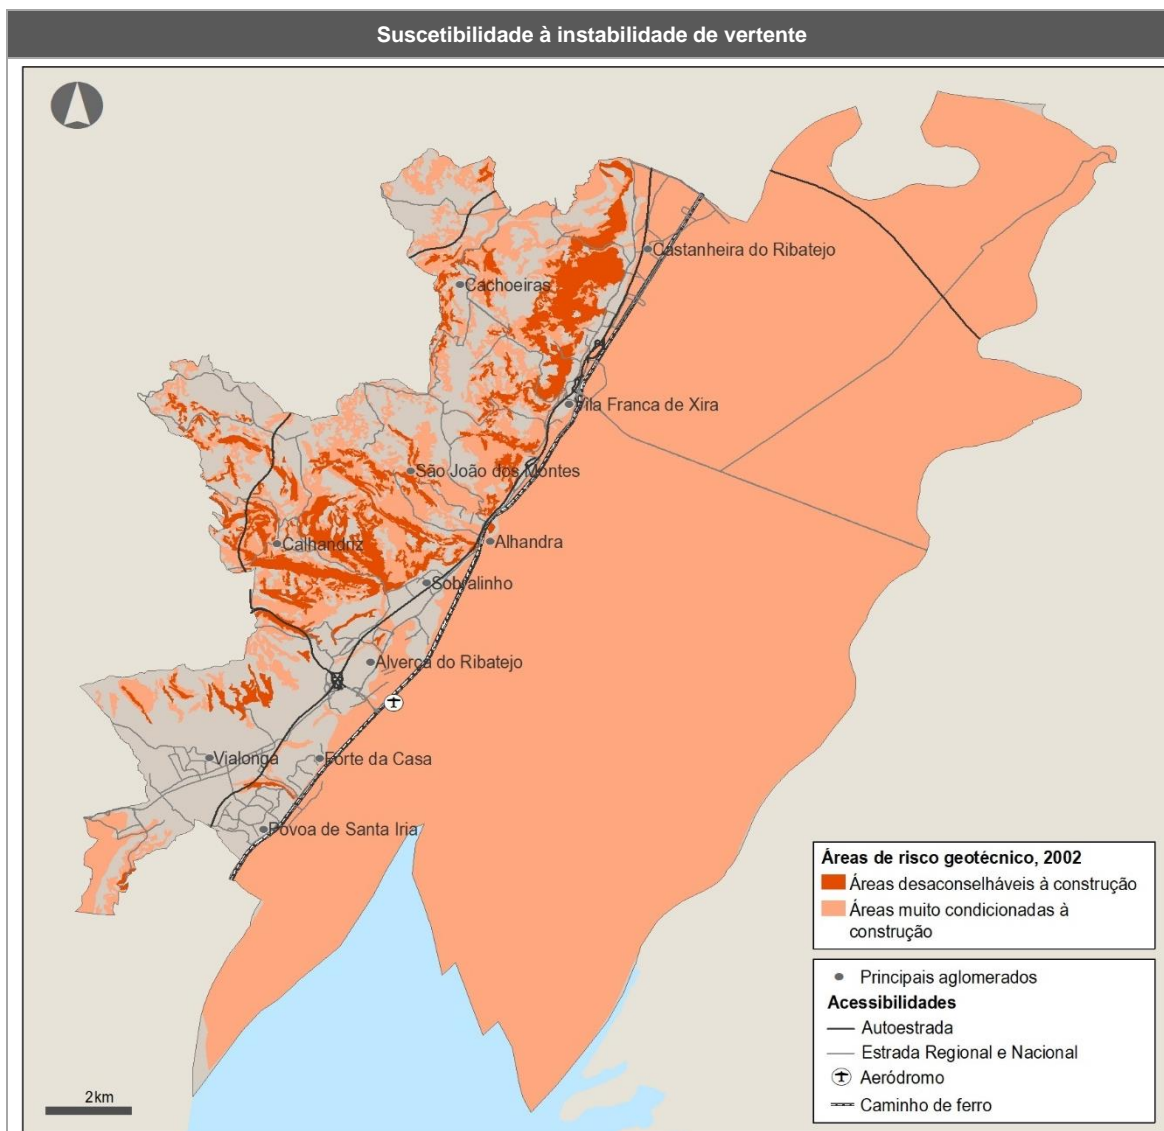 Suscetibilidade à instabilidade de vertente
Castanheira do Ribatejo
Cachoeiras
Vila Franca de Xira
São João dos Montes
Calhandriz
Alhandra
Sobralinho
Alverca do Ribatejo
Vialonga
Forte da Casa
Póvoa de Santa Iria
Áreas de risco geotécnico, 2002
Áreas desaconselháveis à construção
Áreas muito condicionadas à
construção
Principais aglomerados
Acessibilidades
Autoestrada
Estrada Regional e Nacional
Aeródromo
Caminho de ferro
2km